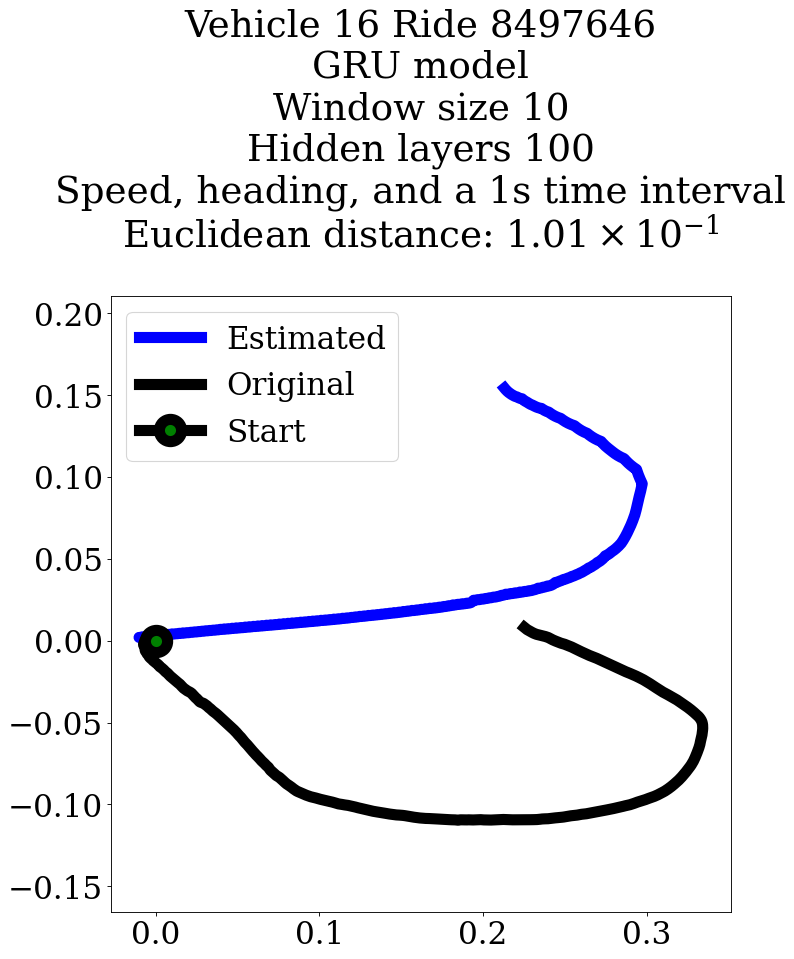 Vehicle 16 Ride 8497646
GRU model
Window size 10
Hidden layers 100
Speed, heading, and a 1s time interval
Euclidean distance: 1.01 × 10⁻¹
0.20
0.15
0.10
0.05
0.00
−0.05
−0.10
−0.15
Estimated
Original
Start
0.0 0.1 0.2 0.3